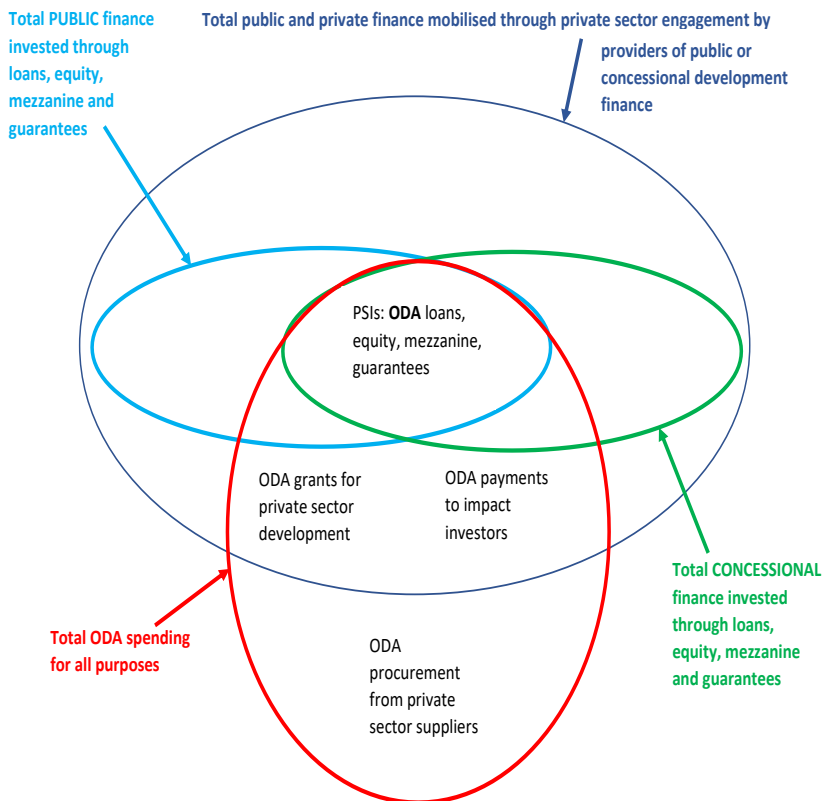 Total PUBLIC finance
invested through
loans, equity,
mezzanine and
guarantees
Total public and private finance mobilised through private sector engagement by
providers of public or
concessional development
finance
PSIs: ODA loans,
equity, mezzanine,
guarantees
ODA grants for
private sector
development
ODA payments
to impact
investors
Total CONCESSIONAL
finance invested
through loans,
equity, mezzanine
and guarantees
Total ODA spending
for all purposes
ODA
procurement
from private
sector suppliers